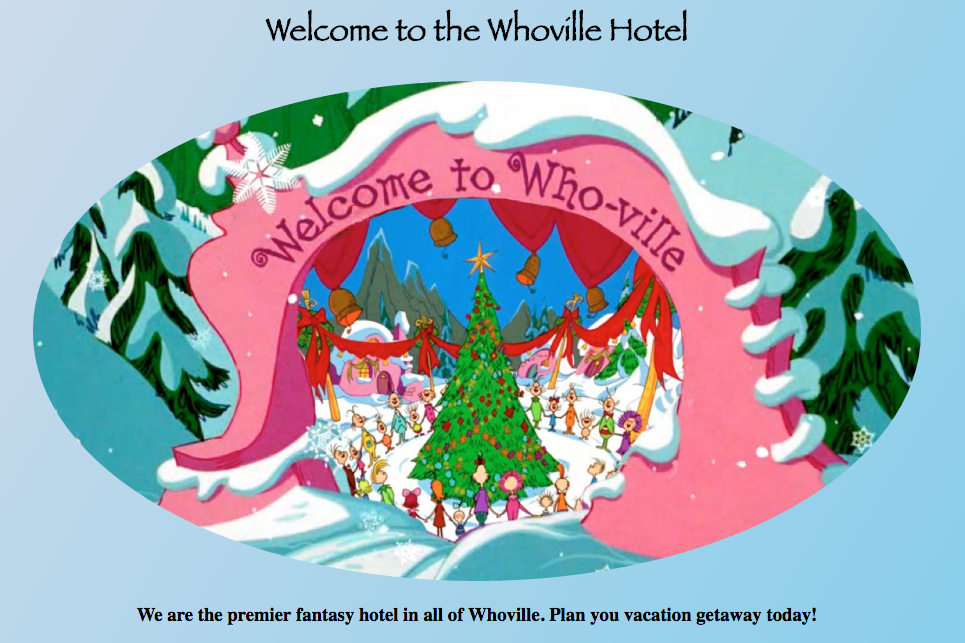 Welcome to the Whoville Hotel
Welcome to Who-ville
We are the premier fantasy hotel in all of Whoville. Plan you vacation getaway today!